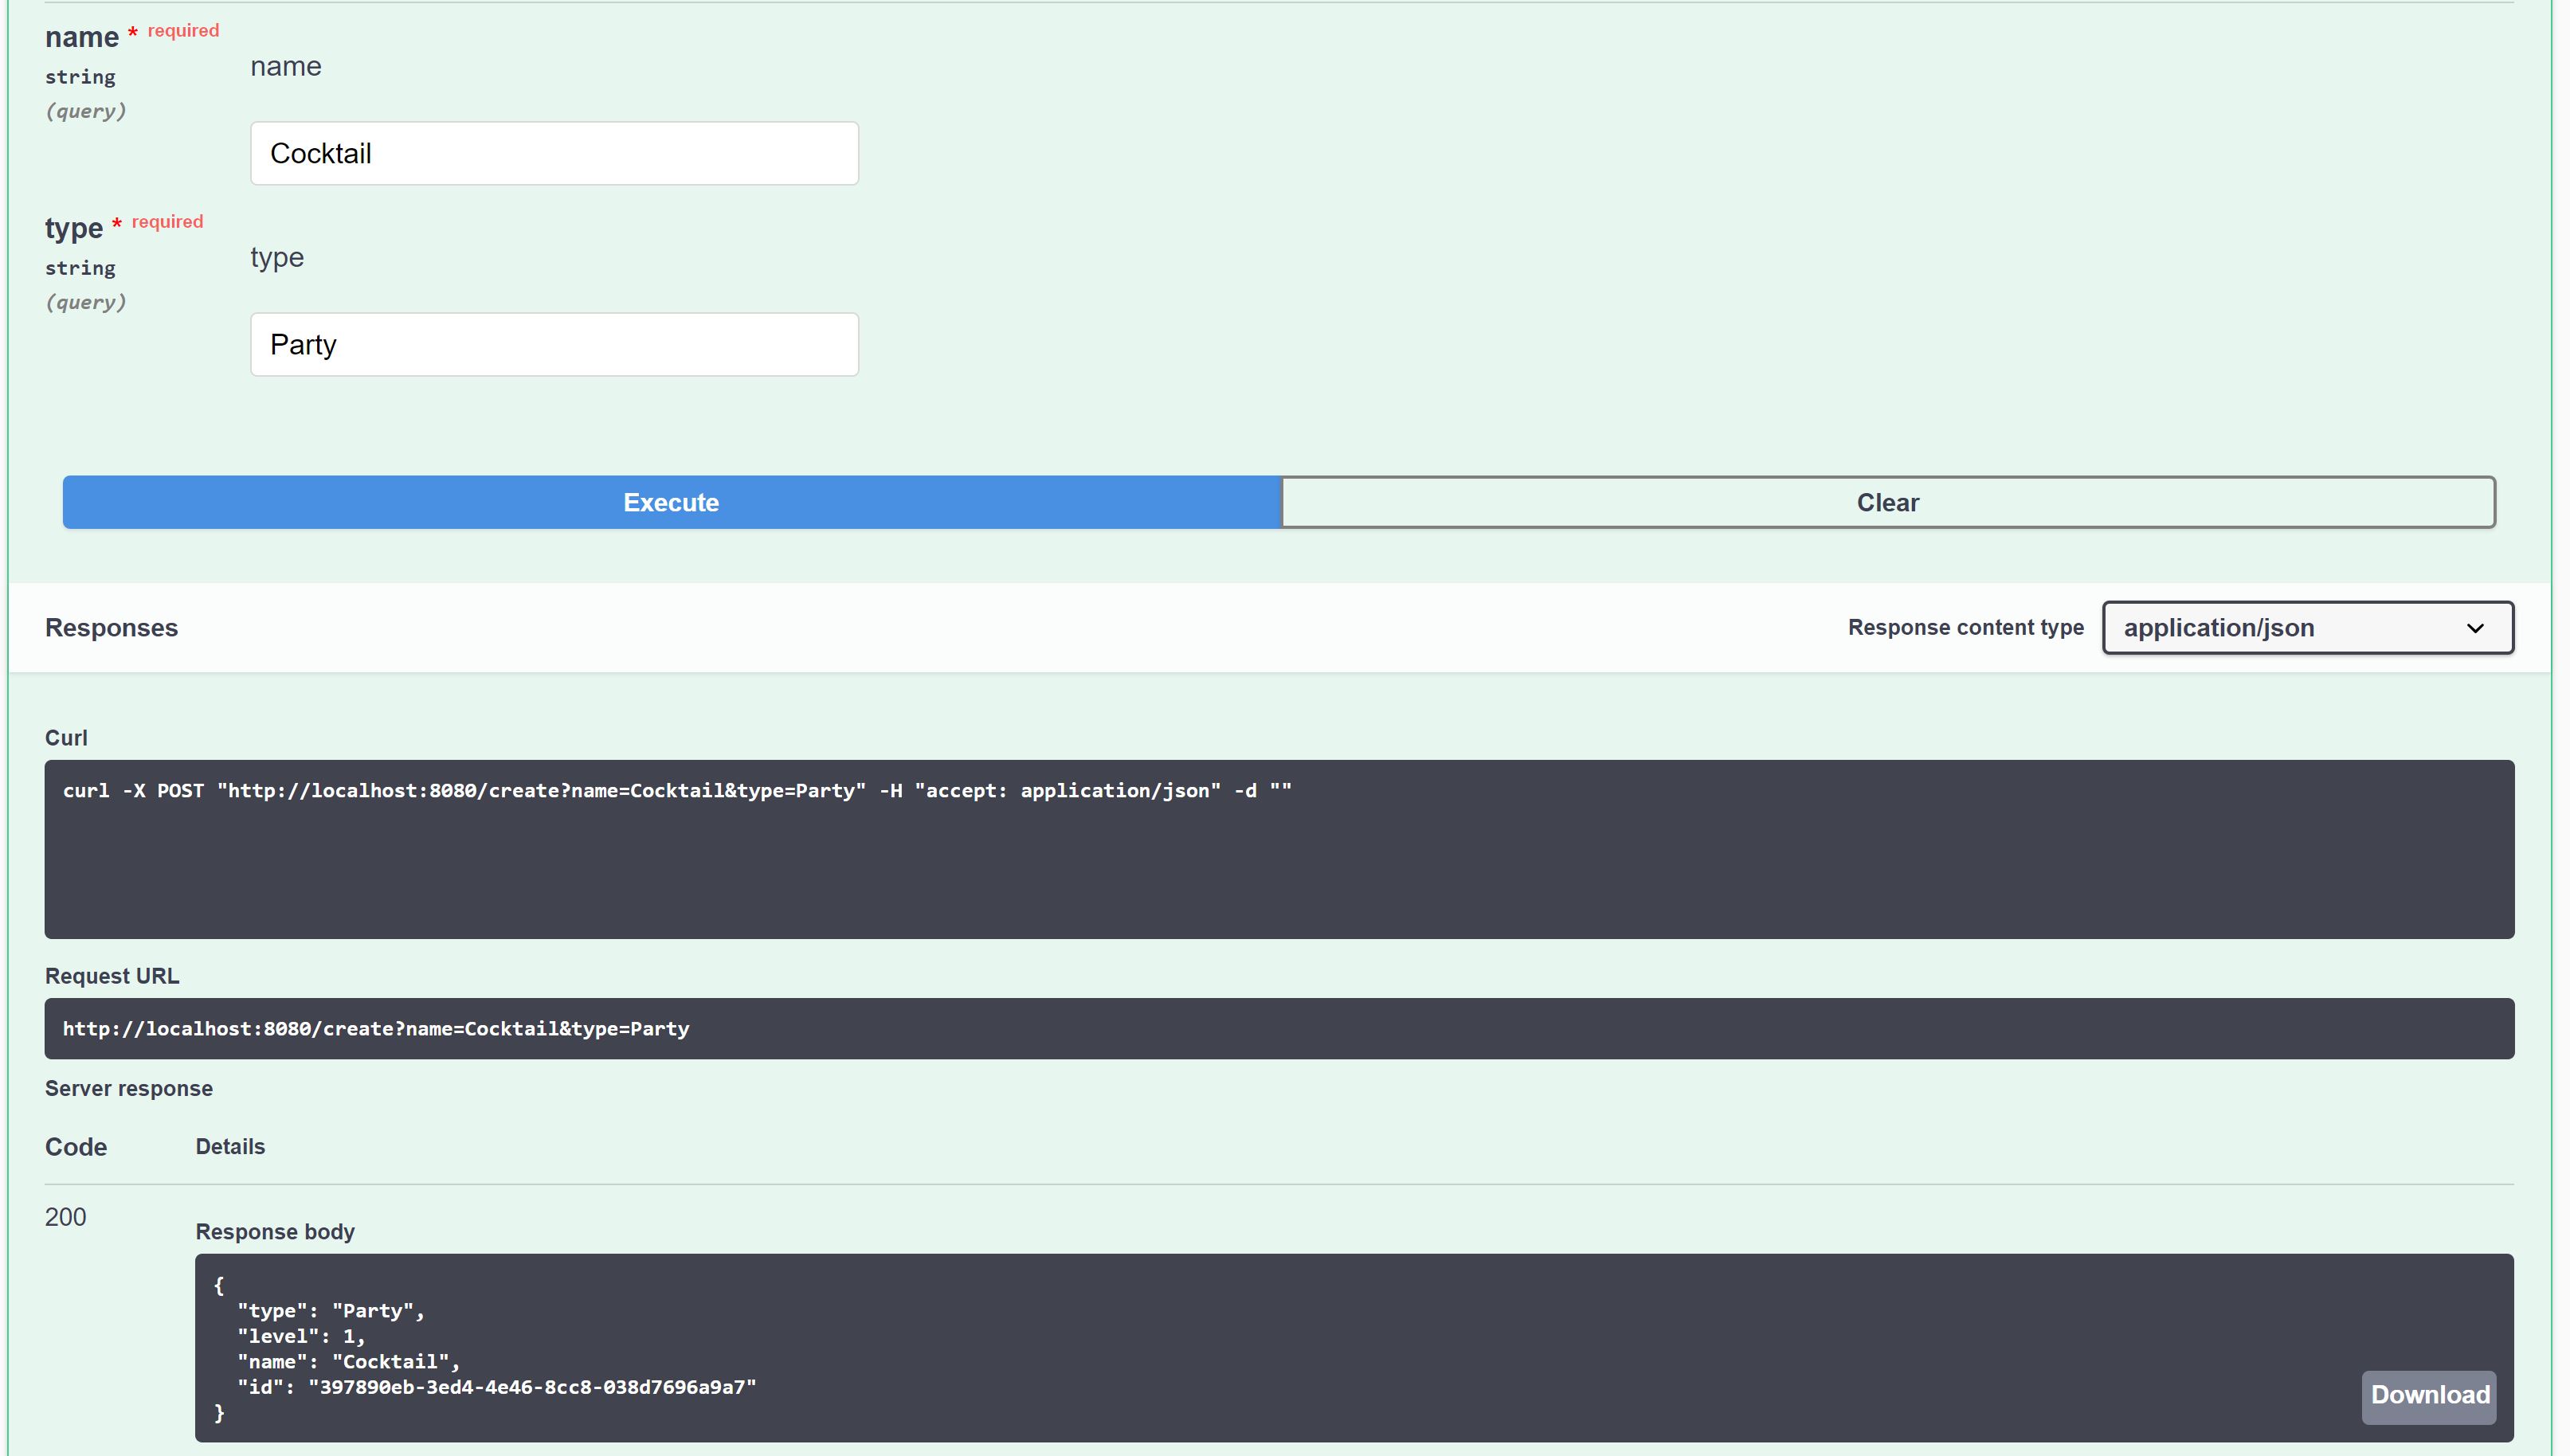 name * required
string
(query)
name
Cocktail
type * required
string
(query)
type
Party
Execute
Clear
Responses
Response content type
application/json
Curl
curl -X POST "http://localhost:8080/create?name=Cocktail&type=Party" -H "accept: application/json" -d ""
Request URL
http://localhost:8080/create?name=Cocktail&type=Party
Server response
Code
Details
200
Response body
{
"type": "Party",
"level": 1,
"name": "Cocktail",
"id": "397890eb-3ed4-4e46-8cc8-038d7696a9a7"
}
Download